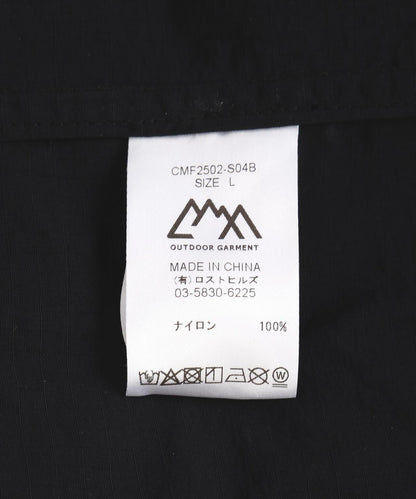 CMF2502-S04B
SIZE L
OUTDOOR GARMENT
MADE IN CHINA
(有)ロストヒルズ
03-5830-6225
ナイロン 100%